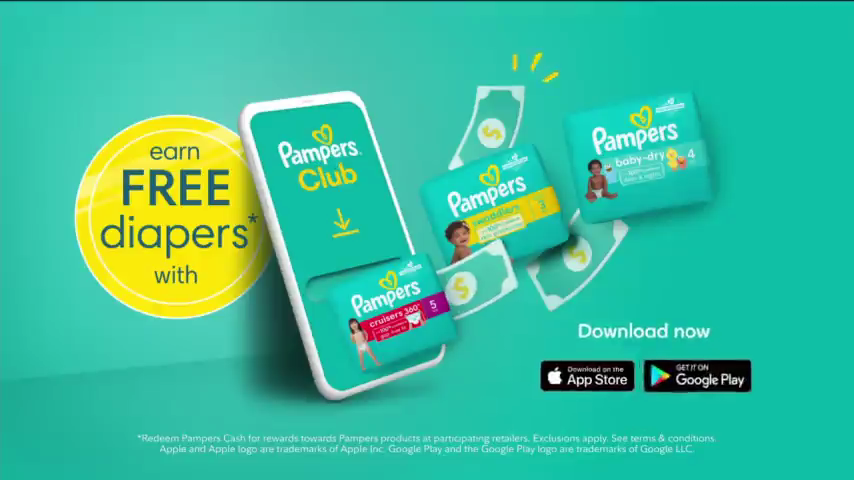 earn
FREE
diapers*
with
Pampers
Club
Pampers
cruisers 360°
5
Pampers
swaddlers
3
Pampers
baby-dry
4
Download now
Download on the
App Store
GET IT ON
Google Play
*Redeem Pampers Cash for rewards towards Pampers products at participating retailers. Exclusions apply. See terms & conditions.
Apple and Apple logo are trademarks of Apple Inc. Google Play and the Google Play logo are trademarks of Google LLC.